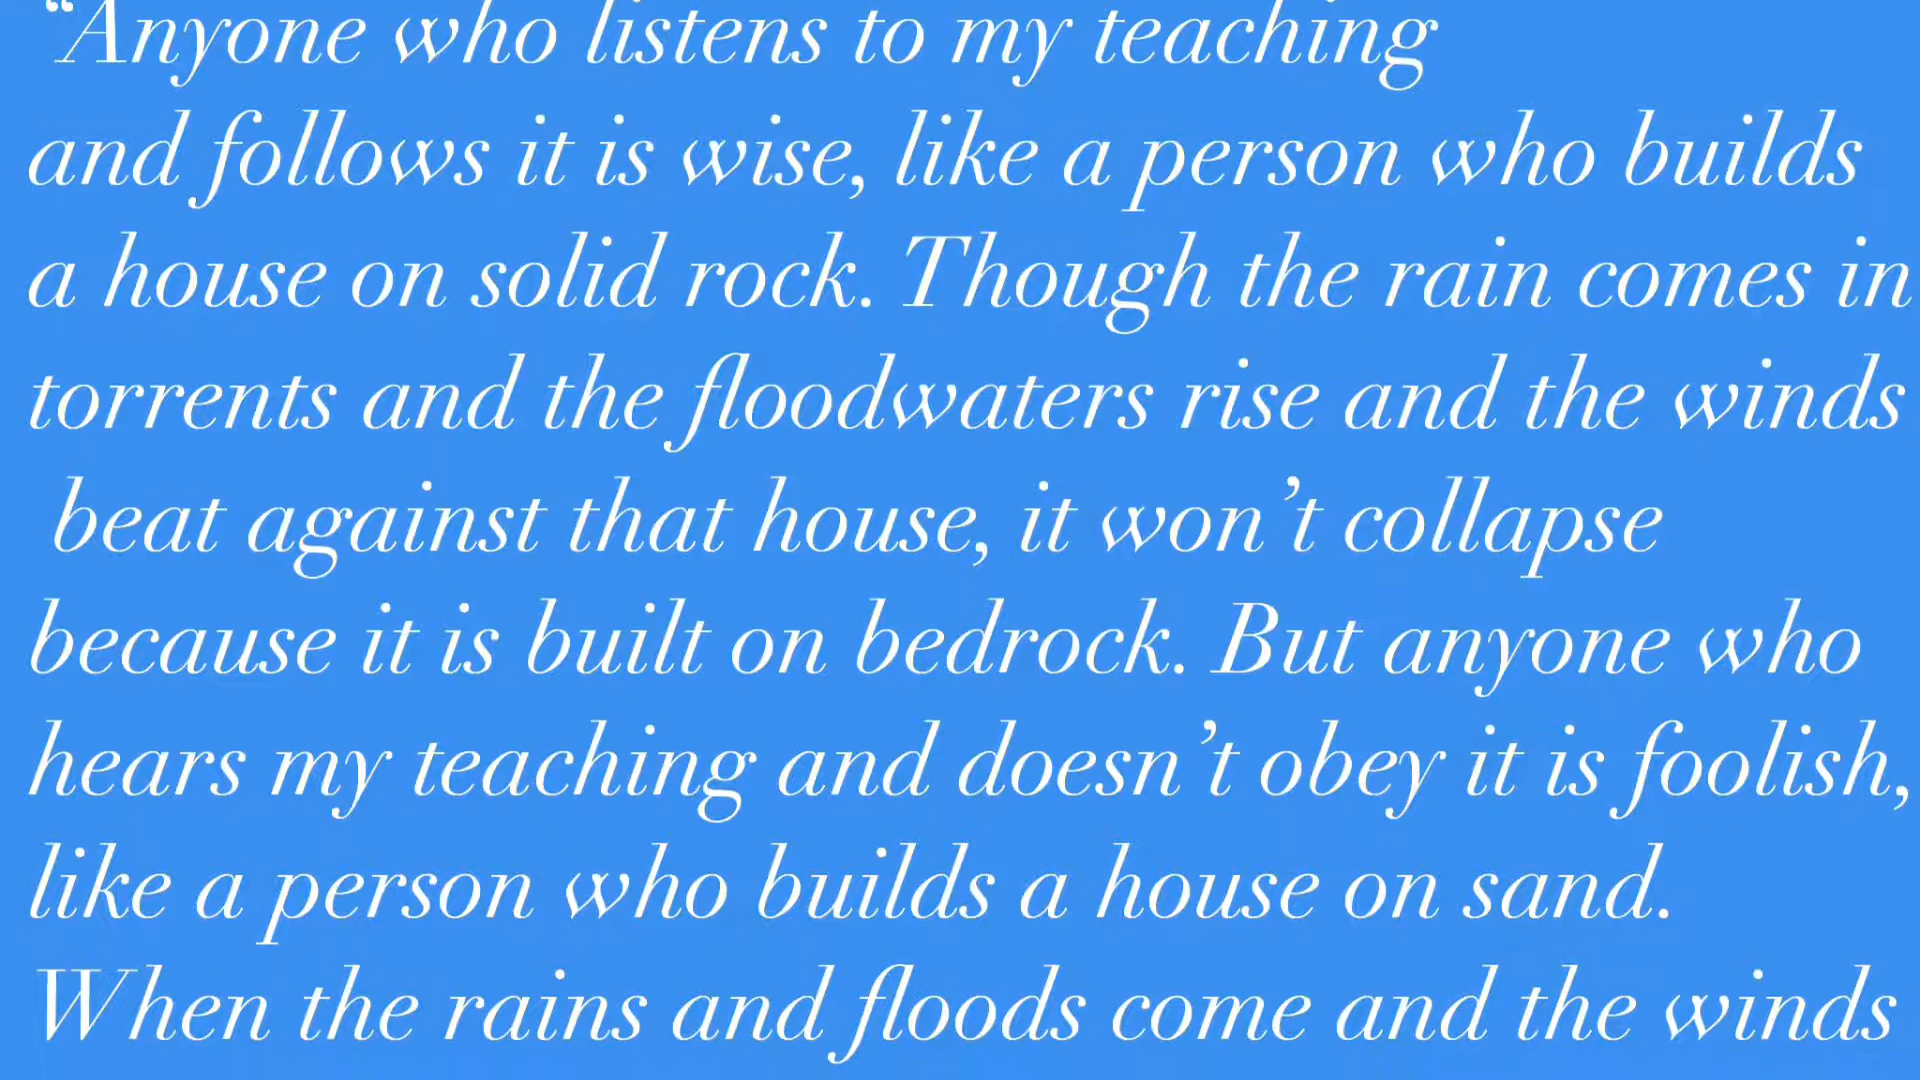 “Anyone who listens to my teaching
and follows it is wise, like a person who builds
a house on solid rock. Though the rain comes in
torrents and the floodwaters rise and the winds
beat against that house, it won’t collapse
because it is built on bedrock. But anyone who
hears my teaching and doesn’t obey it is foolish,
like a person who builds a house on sand.
When the rains and floods come and the winds